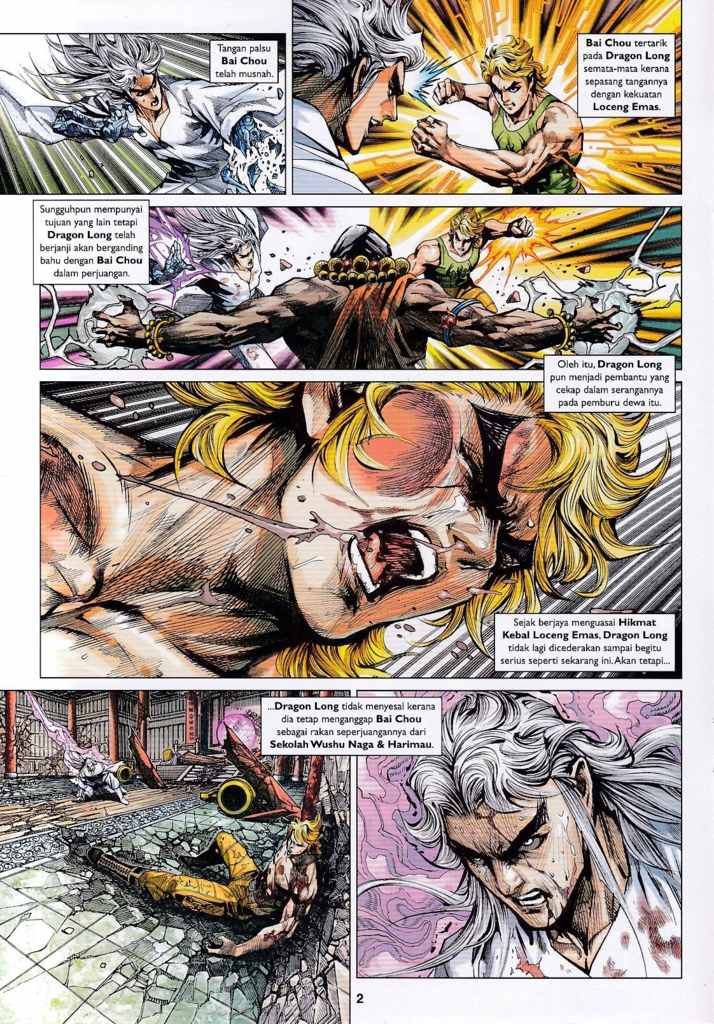 Tangan palsu
Bai Chou
telah musnah.
Bai Chou tertarik
pada Dragon Long
semata-mata kerana
sepasang tangannya
dengan kekuatan
Loceng Emas.
Sungguhpun mempunyai
tujuan yang lain tetapi
Dragon Long telah
berjanji akan berganding
bahu dengan Bai Chou
dalam perjuangan.
Oleh itu, Dragon Long
pun menjadi pembantu yang
cekap dalam serangannya
pada pemburu dewa itu.
Sejak berjaya menguasai Hikmat
Kebal Loceng Emas, Dragon Long
tidak lagi dicederakan sampai begitu
serius seperti sekarang ini. Akan tetapi...
...Dragon Long tidak menyesal kerana
dia tetap menganggap Bai Chou
sebagai rakan seperjuangannya dari
Sekolah Wushu Naga & Harimau.
2